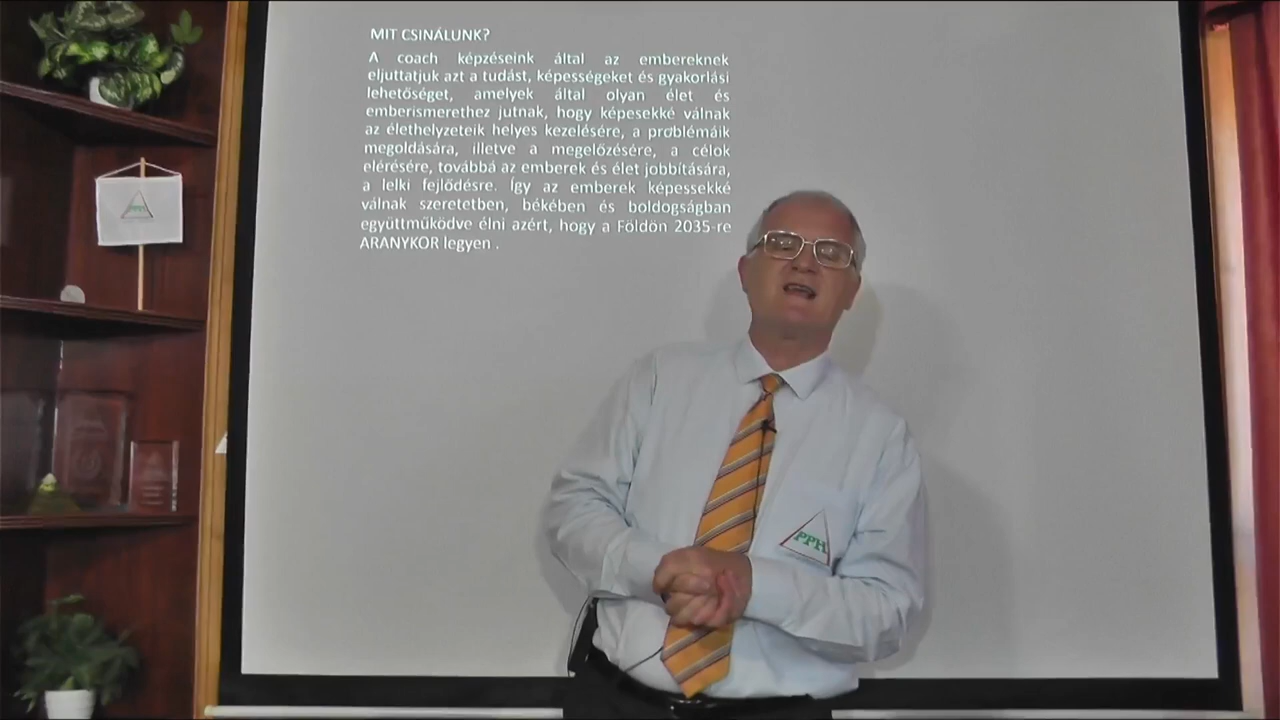 MIT CSINÁLUNK?
A coach képzéseink által az embereknek
eljuttatjuk azt a tudást, képességeket és gyakorlási
lehetőséget, amelyek által olyan élet és
emberismerethez jutnak, hogy képesekké válnak
az élethelyzeteik helyes kezelésére, a problémáik
megoldására, illetve a megelőzésére, a célok
elérésére, továbbá az emberek és élet jobbítására,
a lelki fejlődésre. Így az emberek képessekké
válnak szeretetben, békében és boldogságban
együttműködve élni azért, hogy a Földön 2035-re
ARANYKOR legyen .
PPH
PPH